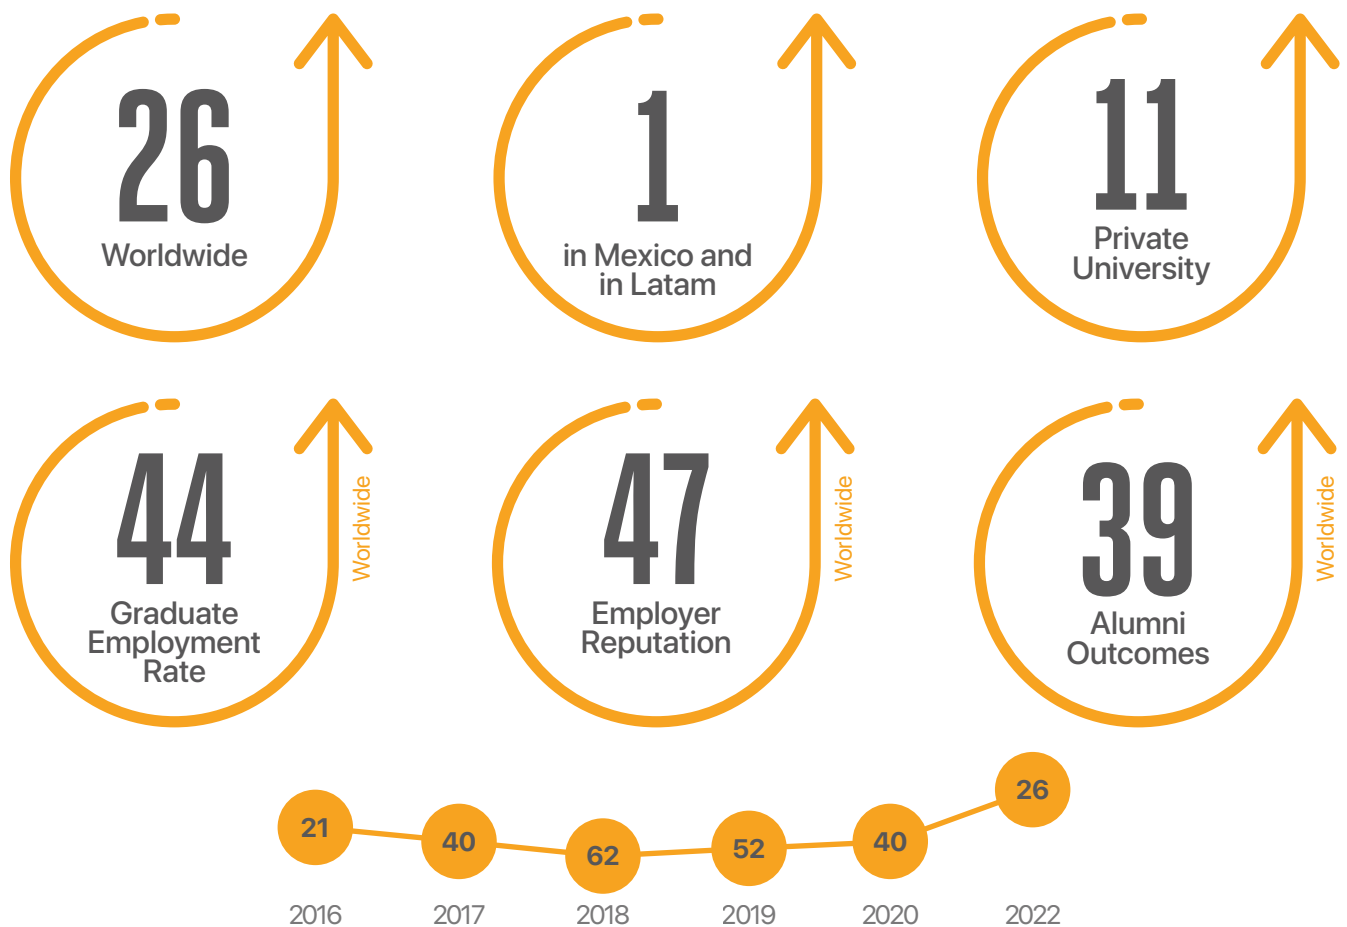 26
Worldwide
1
in Mexico and
in Latam
11
Private
University
44
Graduate
Employment
Rate
Worldwide
47
Employer
Reputation
Worldwide
39
Alumni
Outcomes
Worldwide
21
40
62
52
40
26
2016
2017
2018
2019
2020
2022